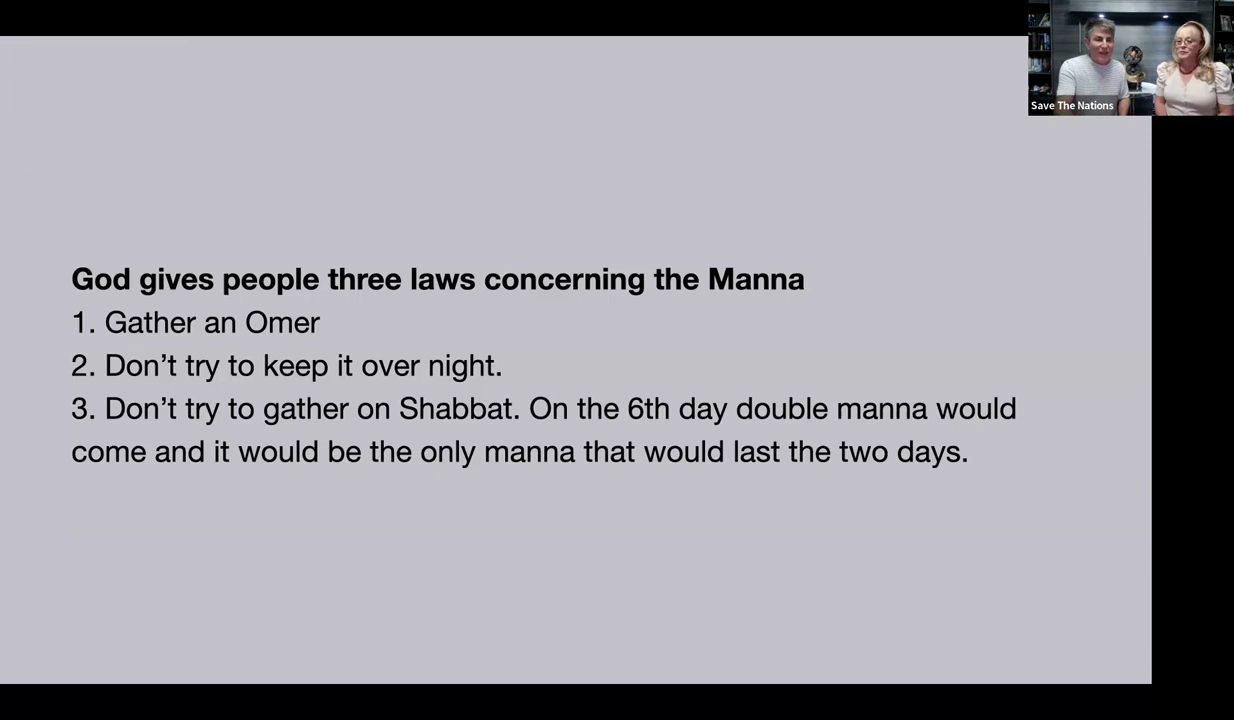 Save The Nations
God gives people three laws concerning the Manna
1. Gather an Omer
2. Don’t try to keep it over night.
3. Don’t try to gather on Shabbat. On the 6th day double manna would
come and it would be the only manna that would last the two days.